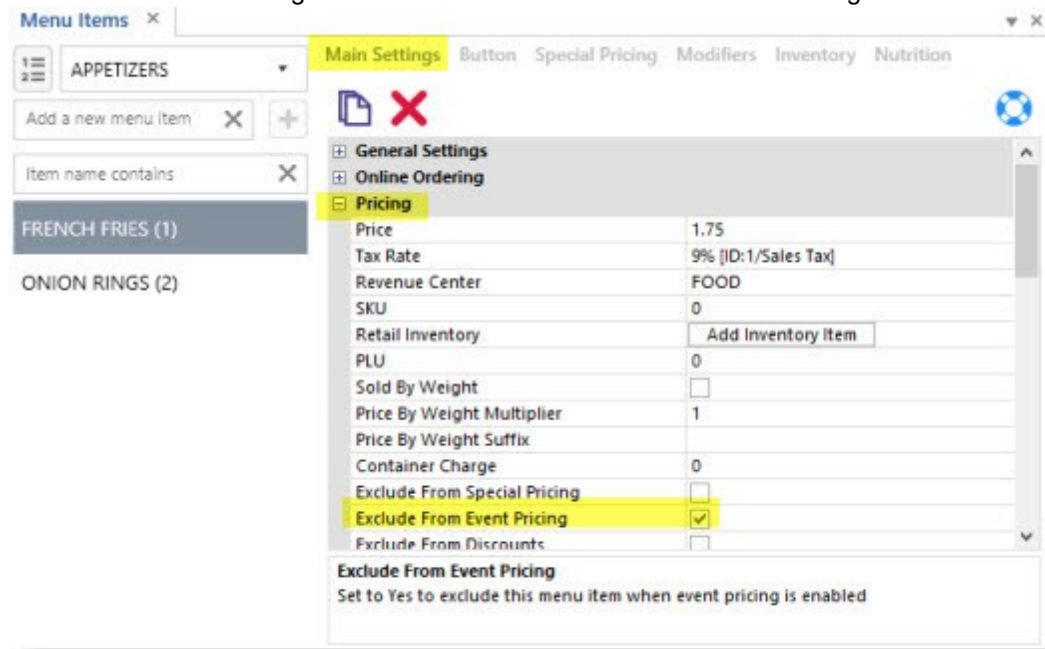 Menu Items ×
APPETIZERS
Add a new menu item
Item name contains
FRENCH FRIES (1)
ONION RINGS (2)
Main Settings Button Special Pricing Modifiers Inventory Nutrition
General Settings
Online Ordering
Pricing
Price 1.75
Tax Rate 9% [ID:1/Sales Tax]
Revenue Center FOOD
SKU 0
Retail Inventory Add Inventory Item
PLU 0
Sold By Weight
Price By Weight Multiplier 1
Price By Weight Suffix
Container Charge 0
Exclude From Special Pricing
Exclude From Event Pricing
Exclude From Discounts
Exclude From Event Pricing
Set to Yes to exclude this menu item when event pricing is enabled